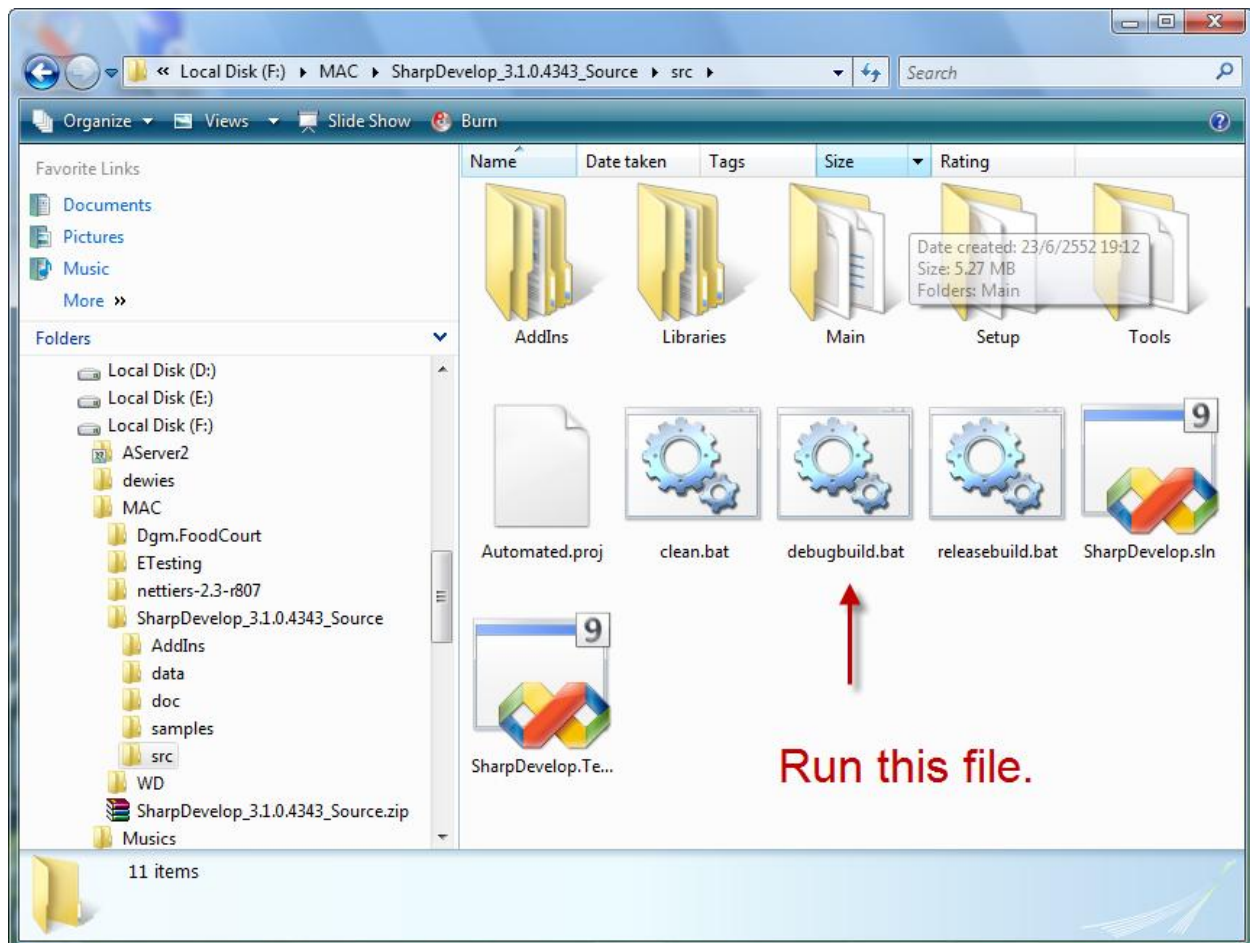 « Local Disk (F:) ▸ MAC ▸ SharpDevelop_3.1.0.4343_Source ▸ src ▸
Search
Organize Views Slide Show Burn
Favorite Links
Documents
Pictures
Music
More »
Folders
Local Disk (D:)
Local Disk (E:)
Local Disk (F:)
AServer2
dewies
MAC
Dgm.FoodCourt
ETesting
nettiers-2.3-r807
SharpDevelop_3.1.0.4343_Source
AddIns
data
doc
samples
src
WD
SharpDevelop_3.1.0.4343_Source.zip
Musics
Name Date taken Tags Size Rating
Date created: 23/6/2552 19:12
Size: 5.27 MB
Folders: Main
AddIns Libraries Main Setup Tools
9
Automated.proj clean.bat debugbuild.bat releasebuild.bat SharpDevelop.sln
9
SharpDevelop.Te...
Run this file.
11 items